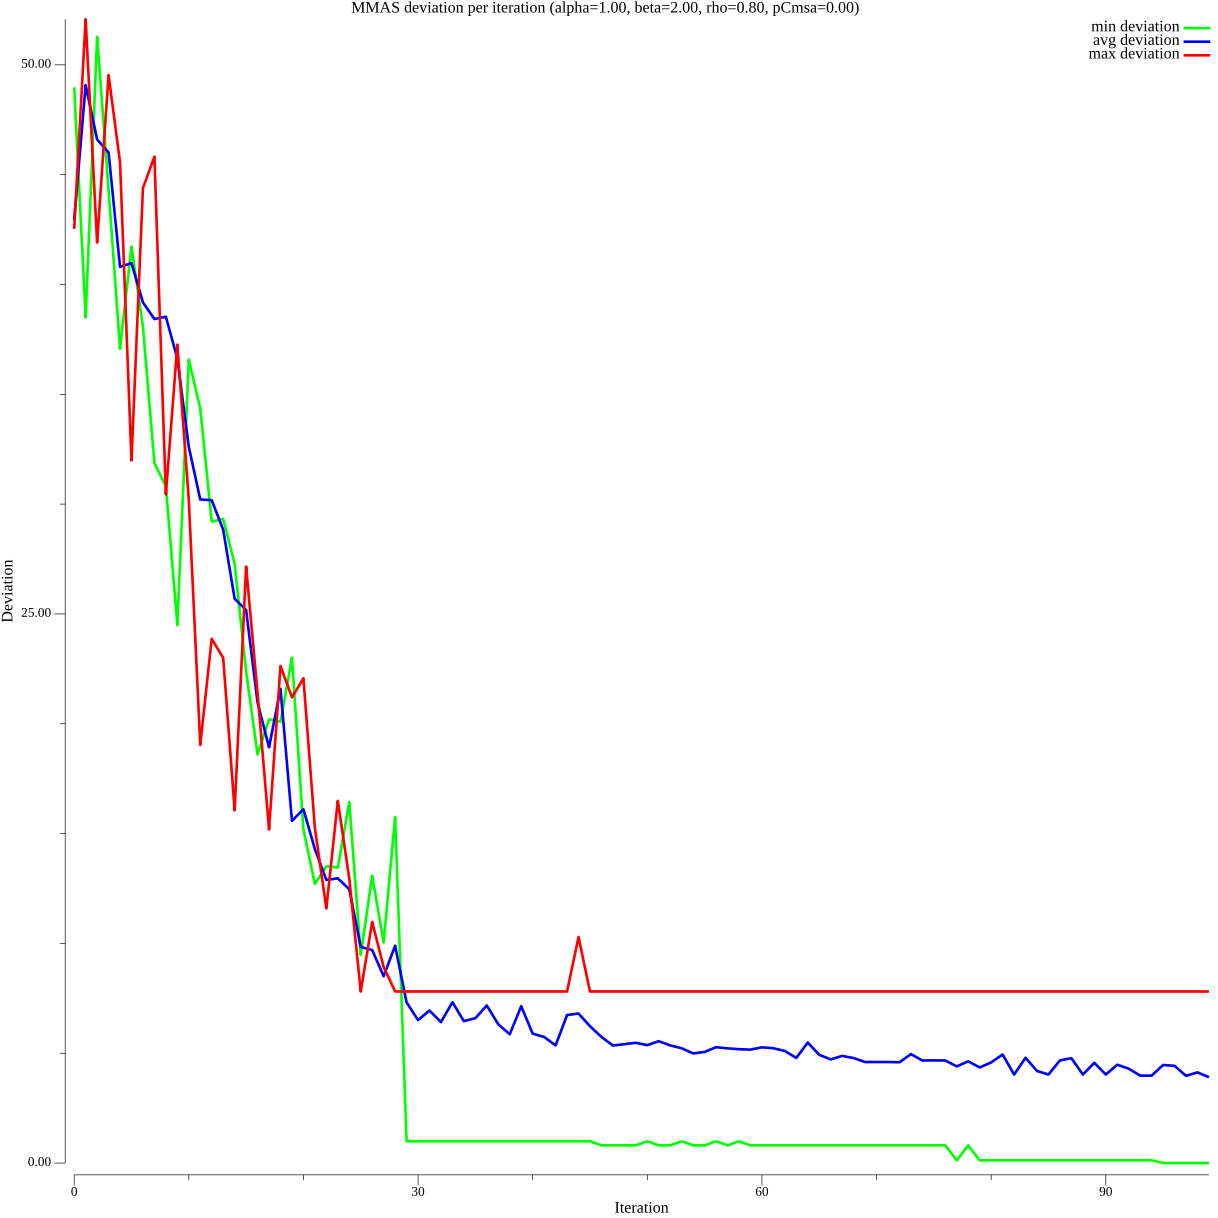 MMAS deviation per iteration (alpha=1.00, beta=2.00, rho=0.80, pCmsa=0.00)
min deviation
avg deviation
max deviation
50.00
25.00
0.00
Deviation
0
30
60
90
Iteration